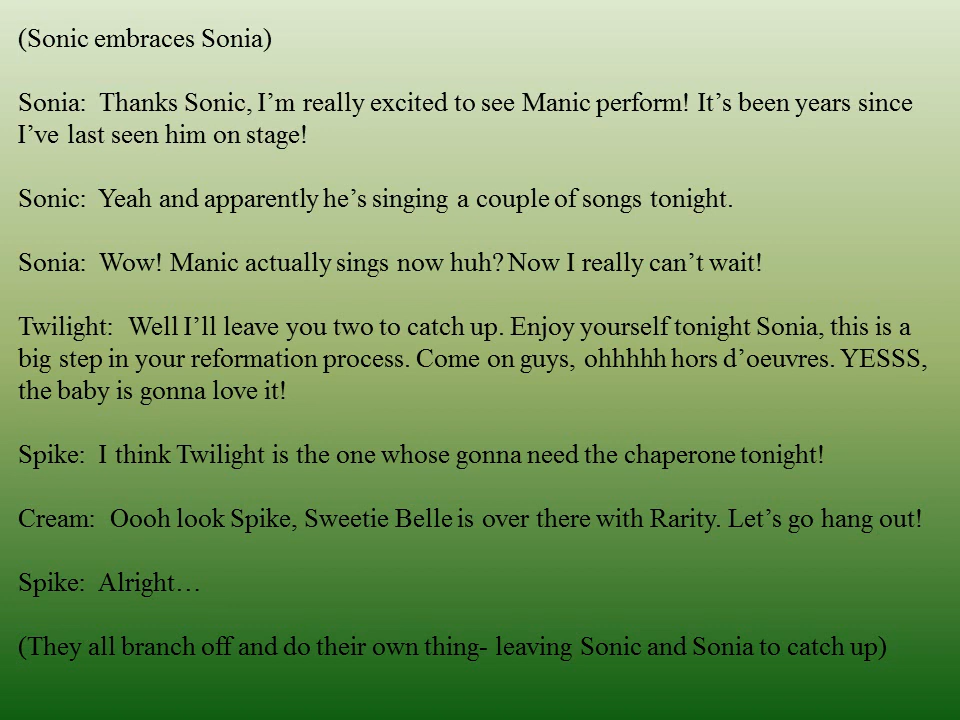 (Sonic embraces Sonia)
Sonia:  Thanks Sonic, I’m really excited to see Manic perform! It’s been years since
I’ve last seen him on stage!
Sonic:  Yeah and apparently he’s singing a couple of songs tonight.
Sonia:  Wow! Manic actually sings now huh? Now I really can’t wait!
Twilight:  Well I’ll leave you two to catch up. Enjoy yourself tonight Sonia, this is a
big step in your reformation process. Come on guys, ohhhhh hors d’oeuvres. YESSS,
the baby is gonna love it!
Spike:  I think Twilight is the one whose gonna need the chaperone tonight!
Cream:  Oooh look Spike, Sweetie Belle is over there with Rarity. Let’s go hang out!
Spike:  Alright…
(They all branch off and do their own thing- leaving Sonic and Sonia to catch up)